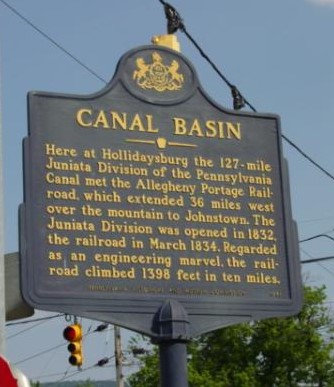 CANAL BASIN
Here at Hollidaysburg the 127-mile
Juniata Division of the Pennsylvania
Canal met the Allegheny Portage Rail-
road, which extended 36 miles west
over the mountain to Johnstown. The
Juniata Division was opened in 1832,
the railroad in March 1834. Regarded
as an engineering marvel, the rail-
road climbed 1398 feet in ten miles.